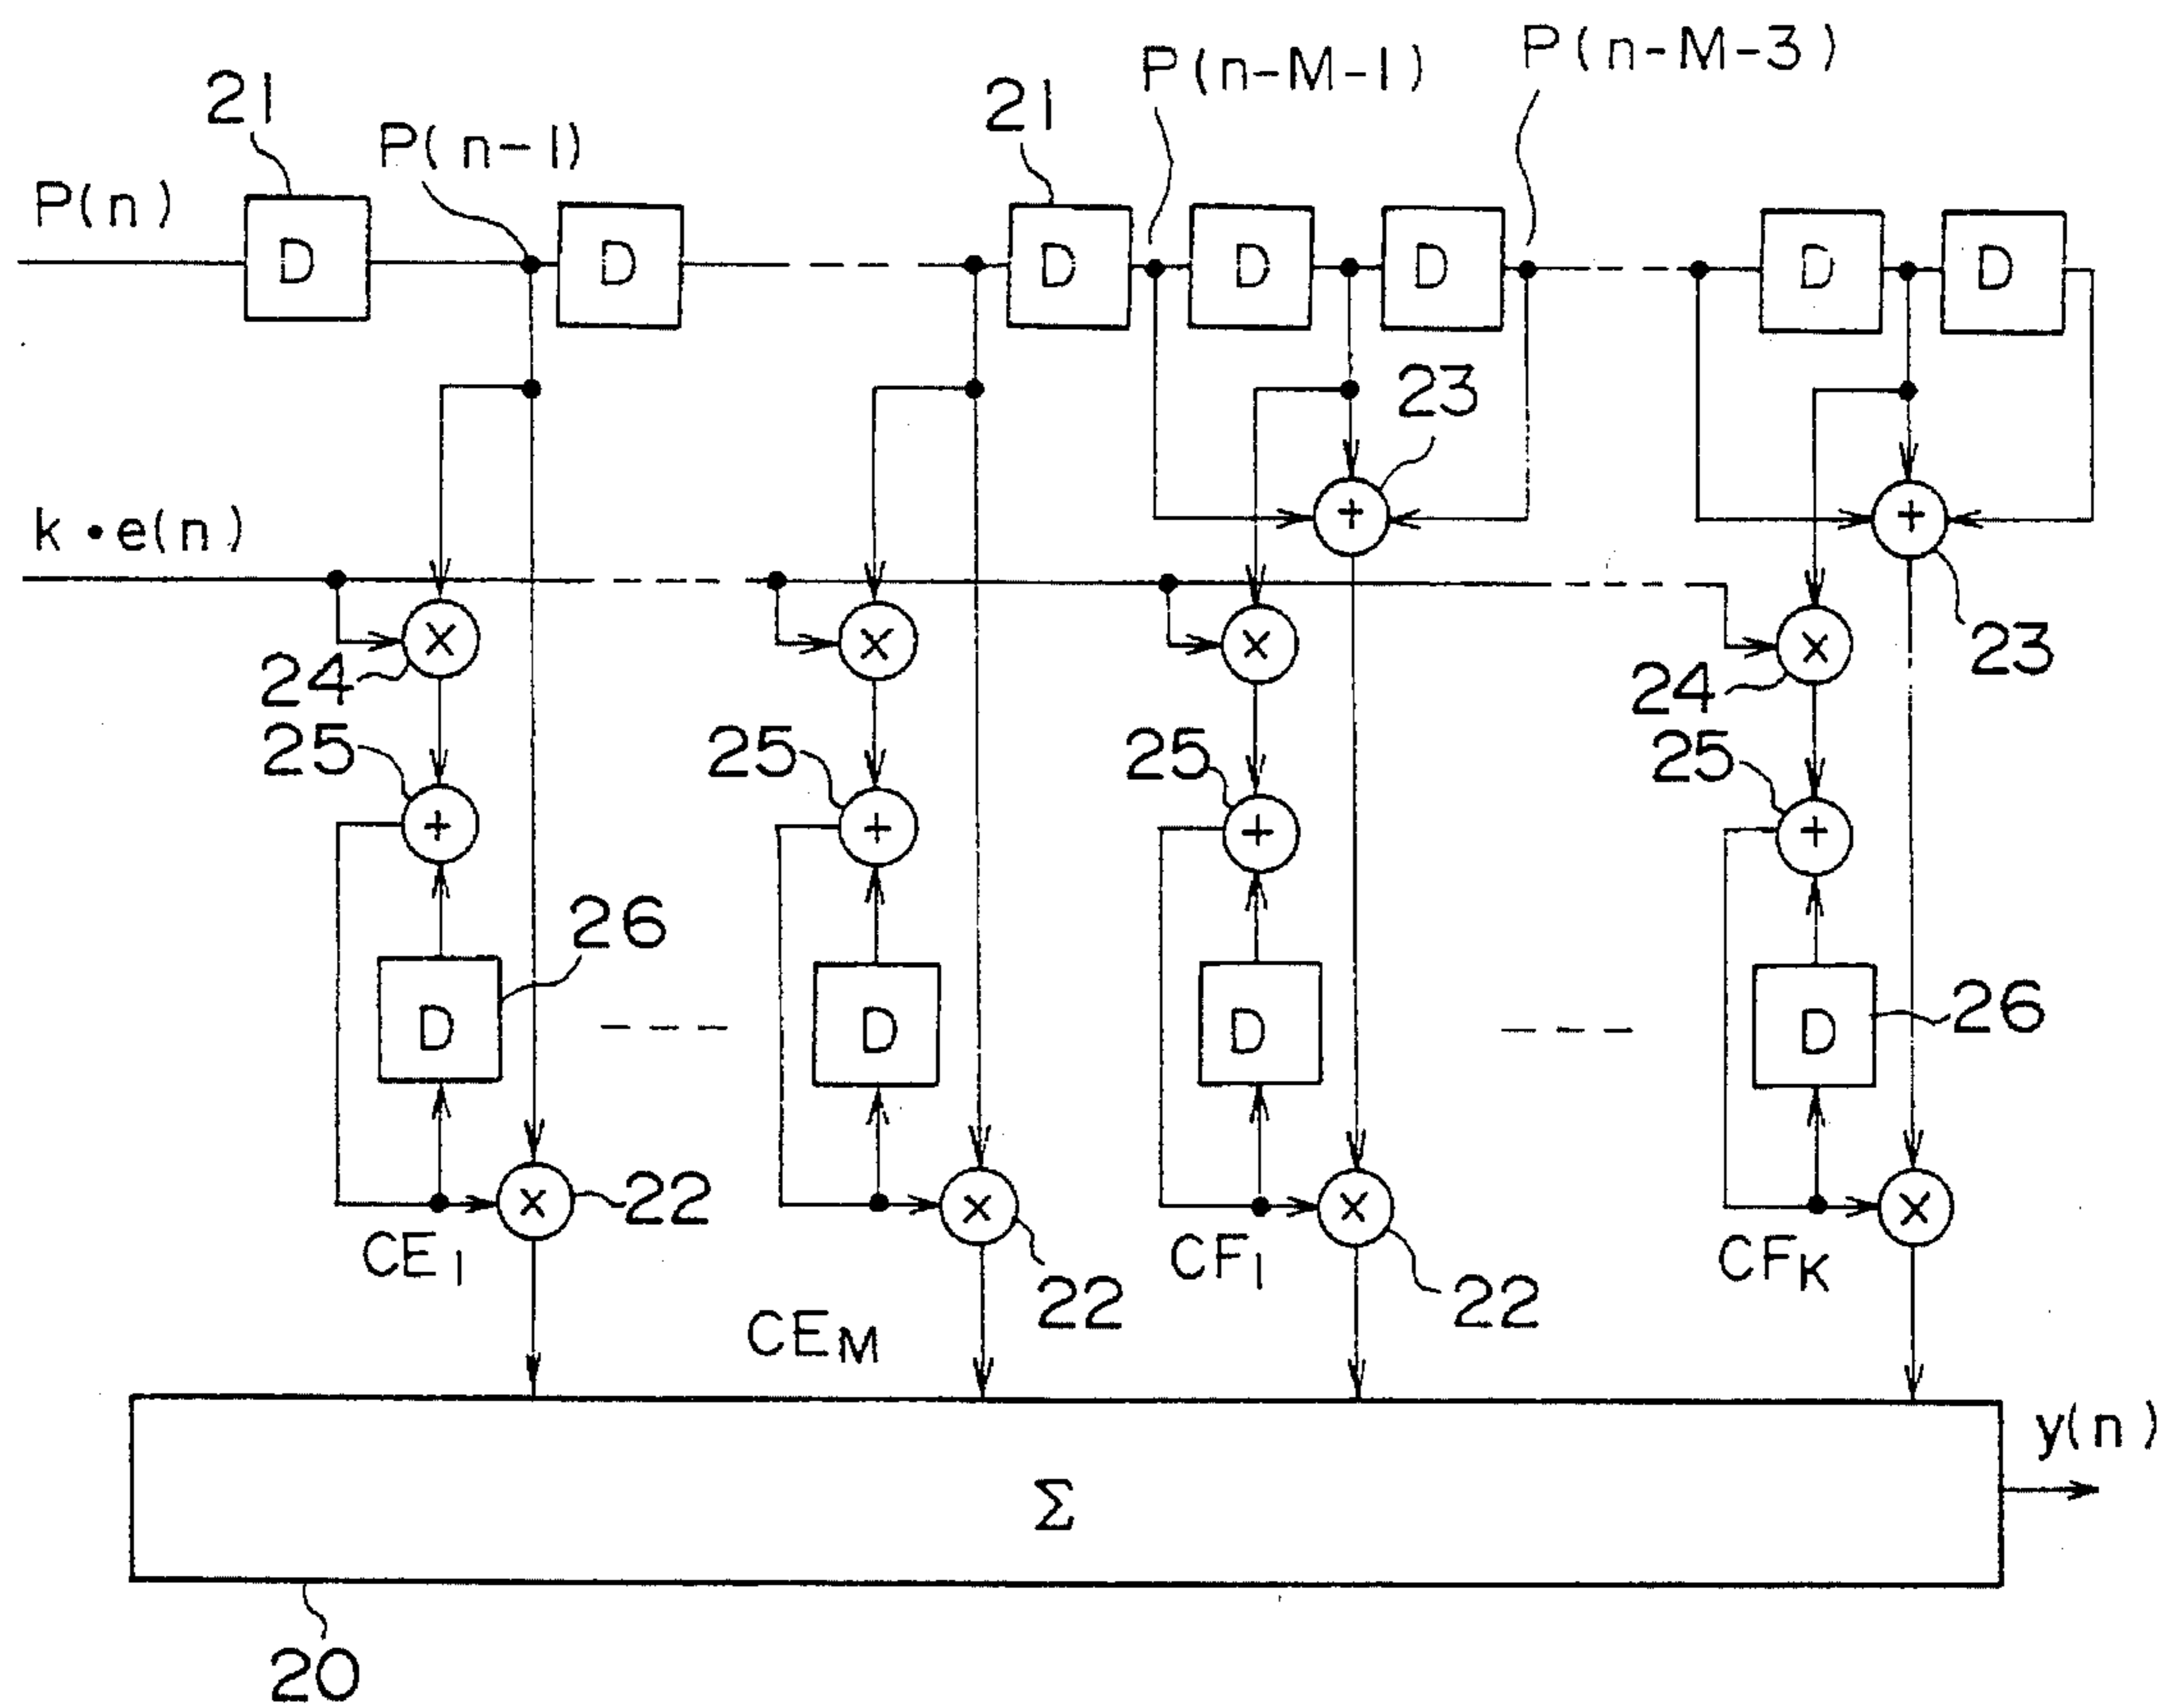 P(n-M-3)
P(n-M-1)
21
21
P(n-1)
P(n)
D
D
D
D
D
D
D
23
+
+
k•e(n)
×
×
×
×
23
24
24
25
25
25
25
+
+
+
+
26
D
D
D
D
26
×
×
×
×
22
CE1
CF1
CFK
22
22
CEM
y(n)
Σ
20